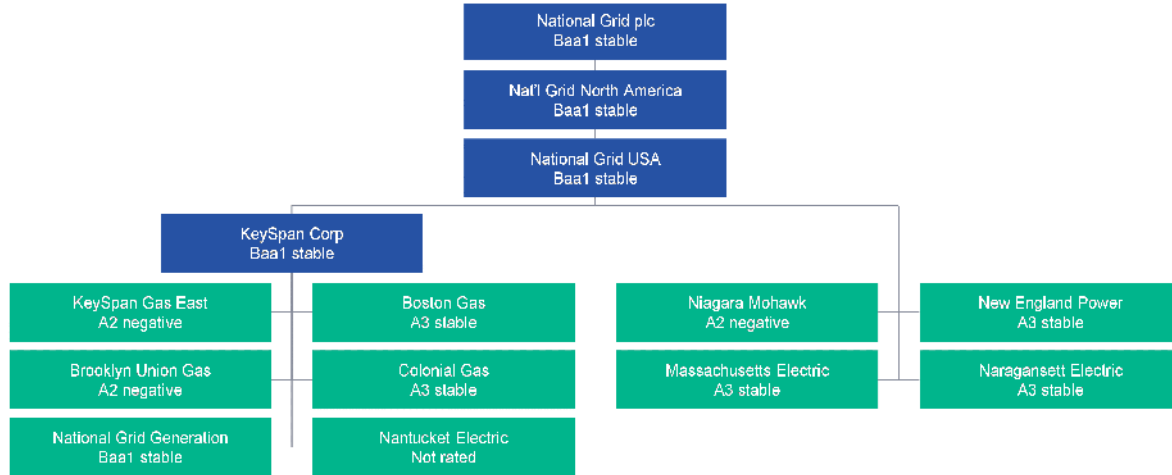 National Grid plc
Baa1 stable
Nat'l Grid North America
Baa1 stable
National Grid USA
Baa1 stable
KeySpan Corp
Baa1 stable
KeySpan Gas East
A2 negative
Boston Gas
A3 stable
Niagara Mohawk
A2 negative
New England Power
A3 stable
Brooklyn Union Gas
A2 negative
Colonial Gas
A3 stable
Massachusetts Electric
A3 stable
Naragansett Electric
A3 stable
National Grid Generation
Baa1 stable
Nantucket Electric
Not rated